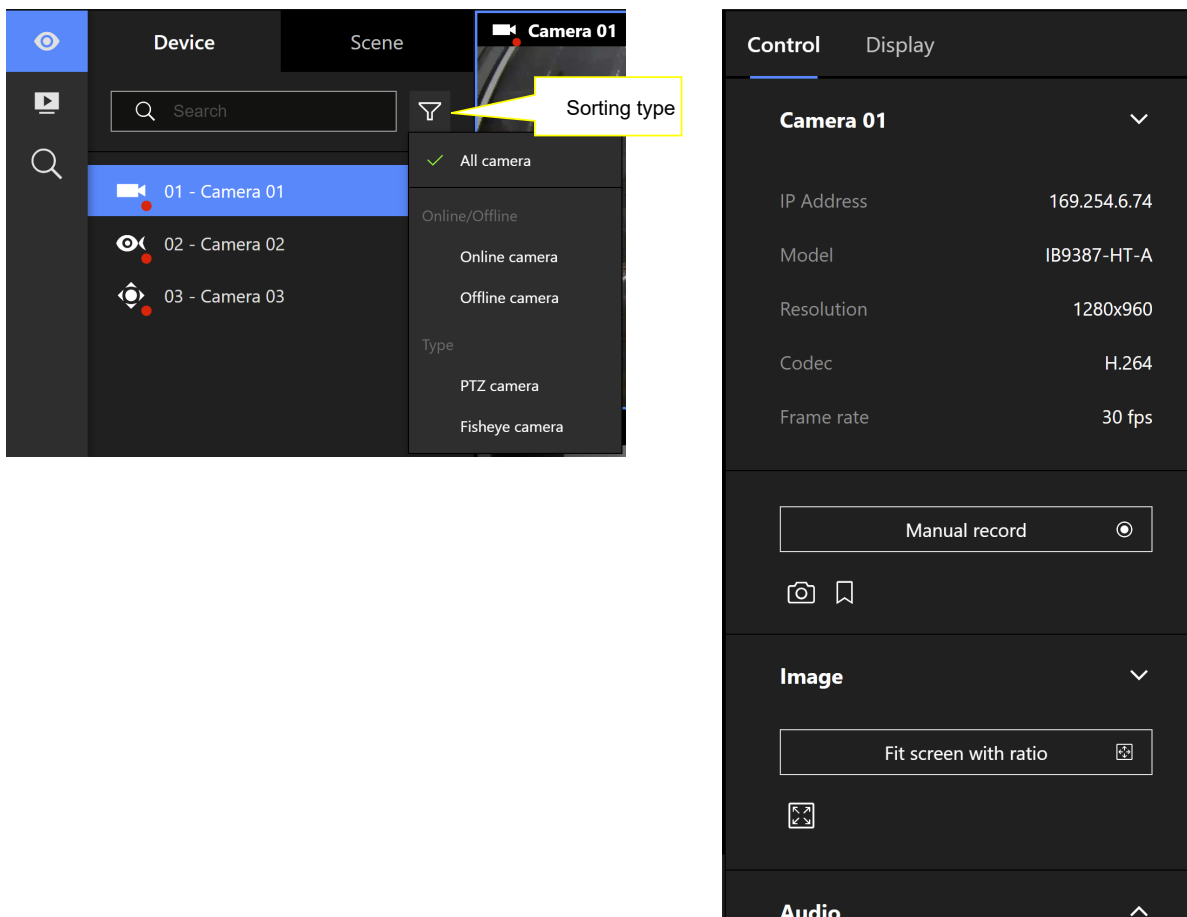 Device
Scene
Camera 01
Search
Sorting type
All camera
01 - Camera 01
Online/Offline
02 - Camera 02
Online camera
03 - Camera 03
Offline camera
Type
PTZ camera
Fisheye camera
Control
Display
Camera 01
IP Address 169.254.6.74
Model IB9387-HT-A
Resolution 1280x960
Codec H.264
Frame rate 30 fps
Manual record
Image
Fit screen with ratio
Audio